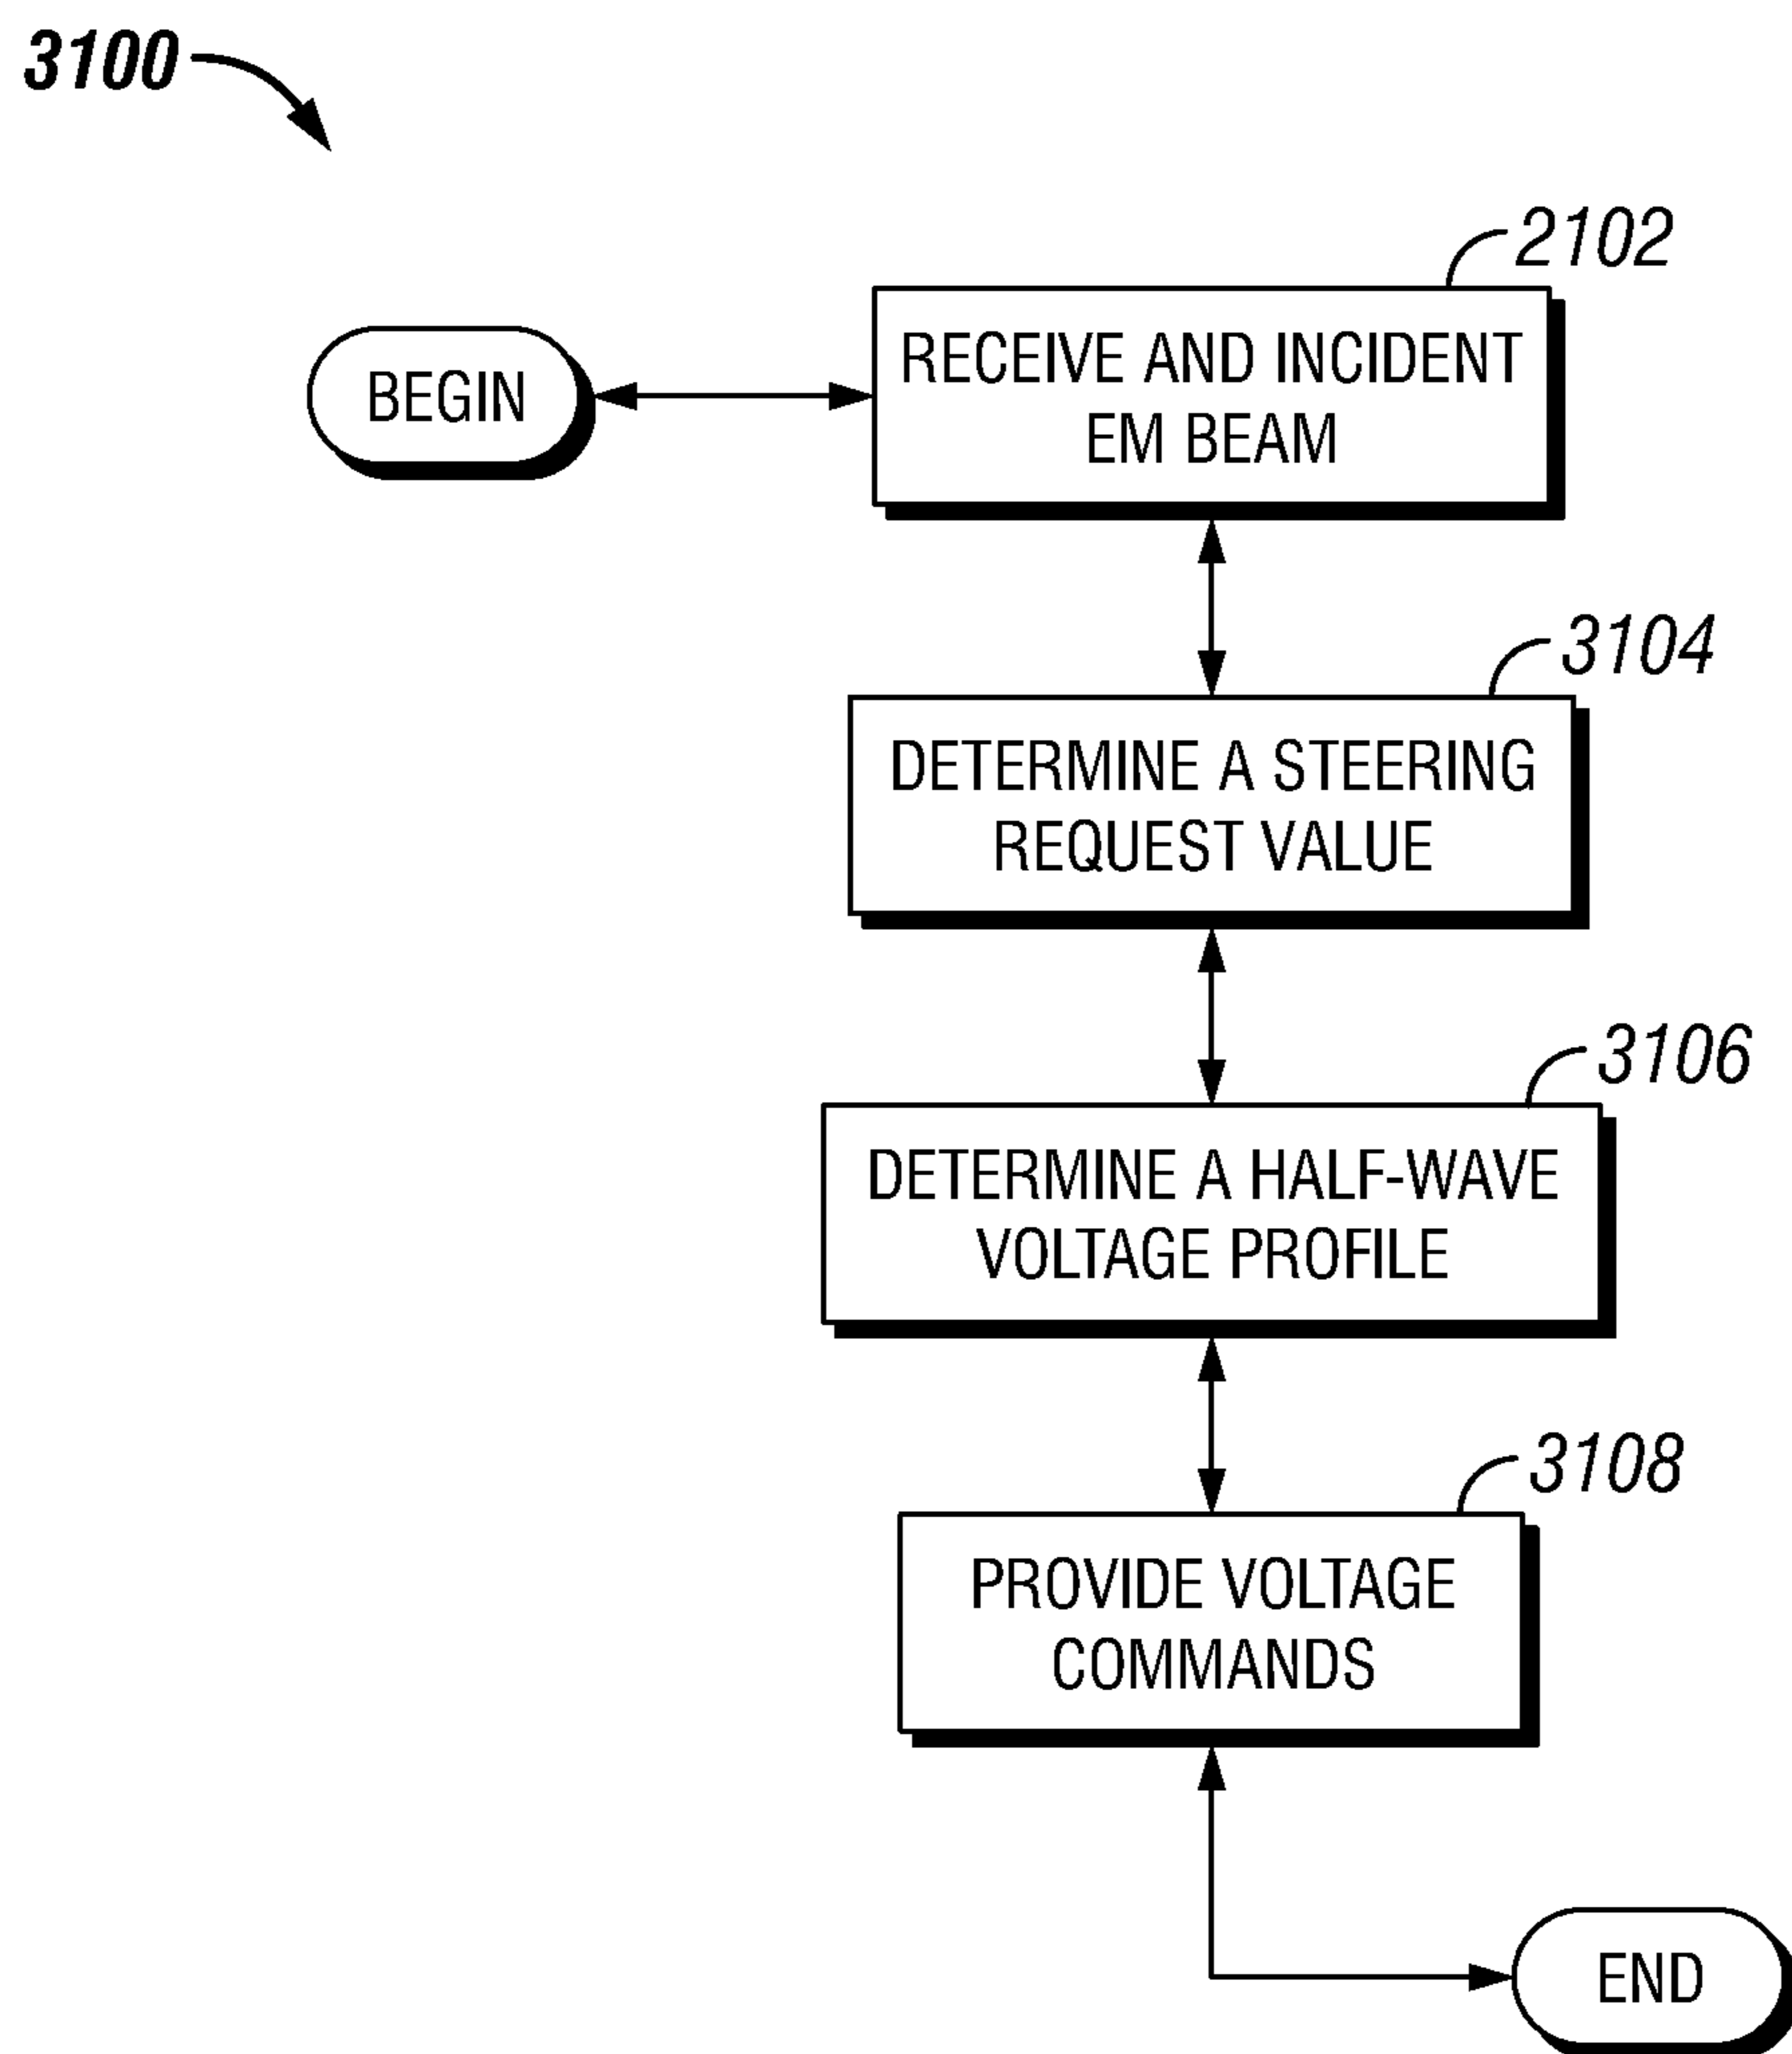 3100
2102
BEGIN
RECEIVE AND INCIDENT
EM BEAM
3104
DETERMINE A STEERING
REQUEST VALUE
3106
DETERMINE A HALF-WAVE
VOLTAGE PROFILE
3108
PROVIDE VOLTAGE
COMMANDS
END